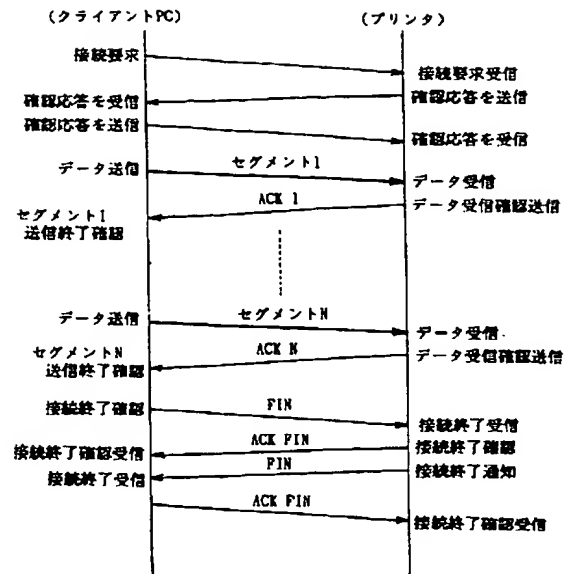 (クライアントPC)
(プリンタ)
接続要求
接続要求受信
確認応答を受信
確認応答を送信
確認応答を送信
確認応答を受信
データ送信
セグメント1
データ受信
ACK 1
データ受信確認送信
セグメント1
送信終了確認
データ送信
セグメントN
データ受信.
セグメントN
送信終了確認
ACK N
データ受信確認送信
接続終了確認
FIN
接続終了受信
接続終了確認受信
ACK FIN
接続終了確認
接続終了受信
FIN
接続終了通知
ACK FIN
接続終了確認受信